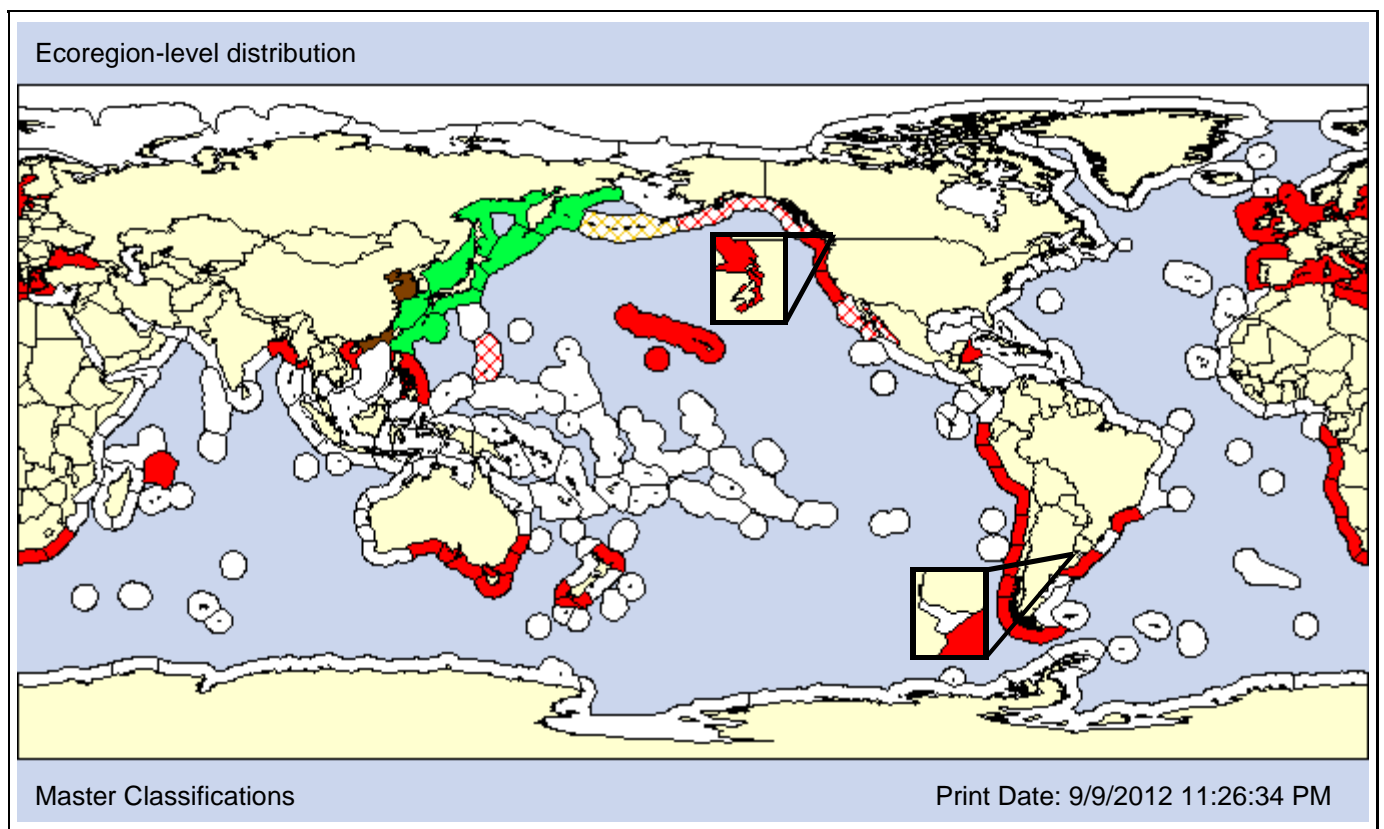 Ecoregion-level distribution
Master Classifications
Print Date: 9/9/2012 11:26:34 PM